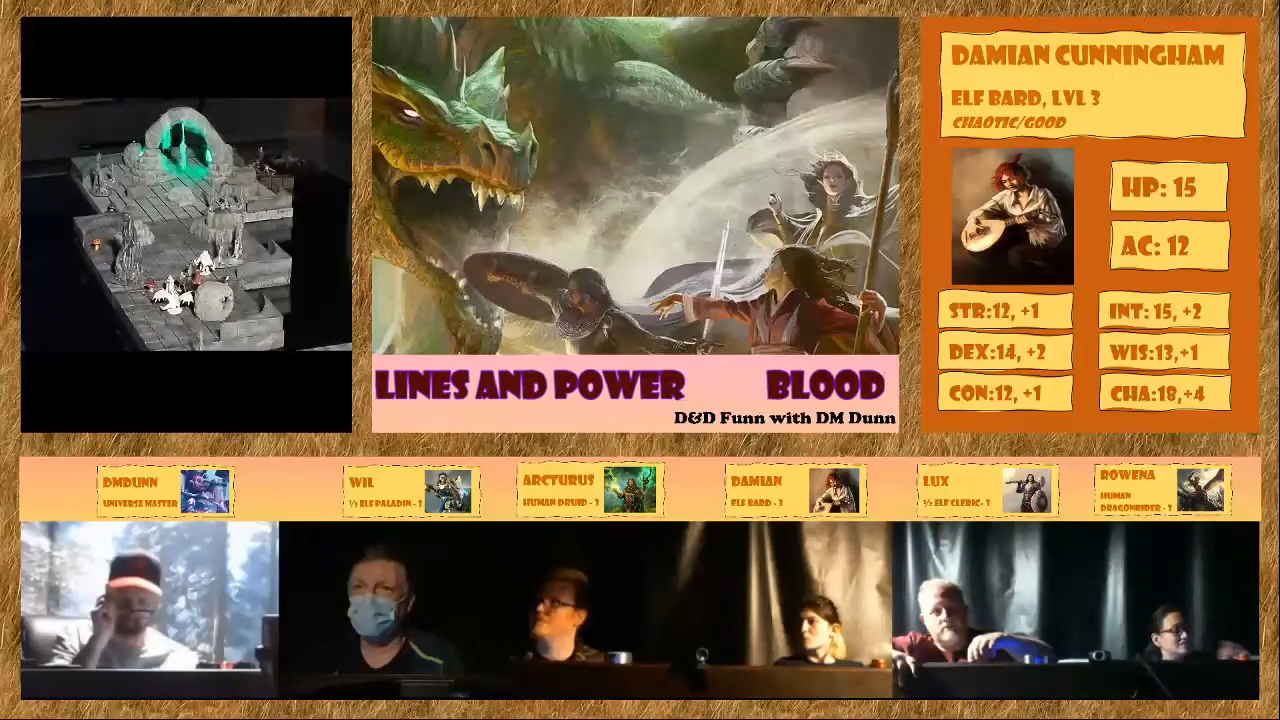 LINES AND POWER BLOOD
D&D Funn with DM Dunn
DAMIAN CUNNINGHAM
ELF BARD, LVL 3
CHAOTIC/GOOD
HP: 15
AC: 12
STR:12, +1
INT: 15, +2
DEX:14, +2
WIS:13,+1
CON:12, +1
CHA:18,+4
DMDUNN
UNIVERSE MASTER
WIL
½ ELF PALADIN - 3
ARCTURUS
HUMAN DRUID - 3
DAMIAN
ELF BARD - 3
LUX
½ ELF CLERIC- 3
ROWENA
HUMAN
DRAGONRIDER - 3